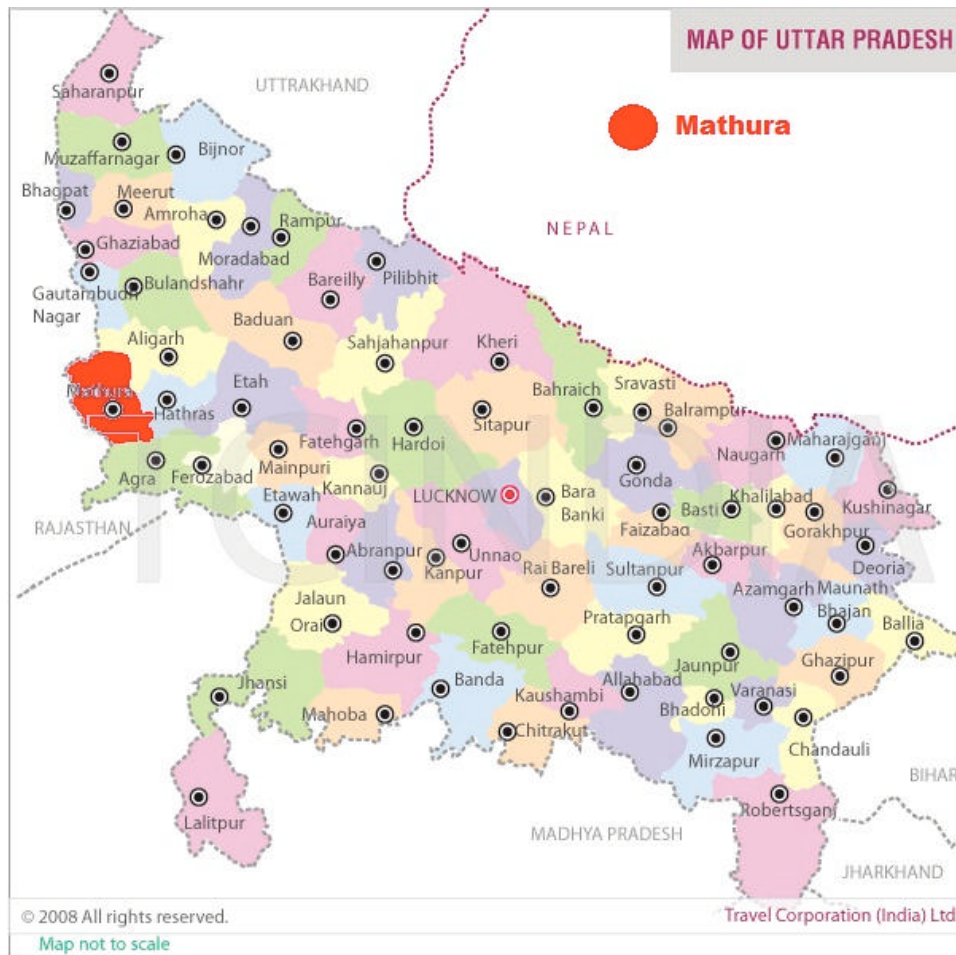 MAP OF UTTAR PRADESH
Saharanpur
UTTRAKHAND
Mathura
Muzaffarnagar
Bijnor
Bhagpat
Meerut
Amroha
Rampur
NEPAL
Ghaziabad
Moradabad
Bareilly
Pilibhit
Gautambudh
Nagar
Bulandshahr
Baduan
Aligarh
Sahjahanpur
Kheri
Mathura
Etah
Bahraich
Sravasti
Hathras
Balrampur
Fatehgarh
Hardoi
Sitapur
Naugarh
Maharajganj
Agra
Ferozabad
Mainpuri
Kannauj
LUCKNOW
Bara
Banki
Gonda
Basti
Khalilabad
Kushinagar
Etawah
RAJASTHAN
Auraiya
Faizabad
Gorakhpur
Abranpur
Kanpur
Unnao
Rai Bareli
Sultanpur
Akbarpur
Deoria
Azamgarh
Maunath
Bhajan
Jalaun
Orai
Pratapgarh
Ballia
Hamirpur
Fatehpur
Jaunpur
Ghazipur
Jhansi
Banda
Kaushambi
Allahabad
Varanasi
Bhadohi
Mahoba
Chitrakut
Mirzapur
Chandauli
BIHAR
Robertsganj
Lalitpur
MADHYA PRADESH
JHARKHAND
TCINDIA
© 2008 All rights reserved.
Travel Corporation (India) Ltd
Map not to scale